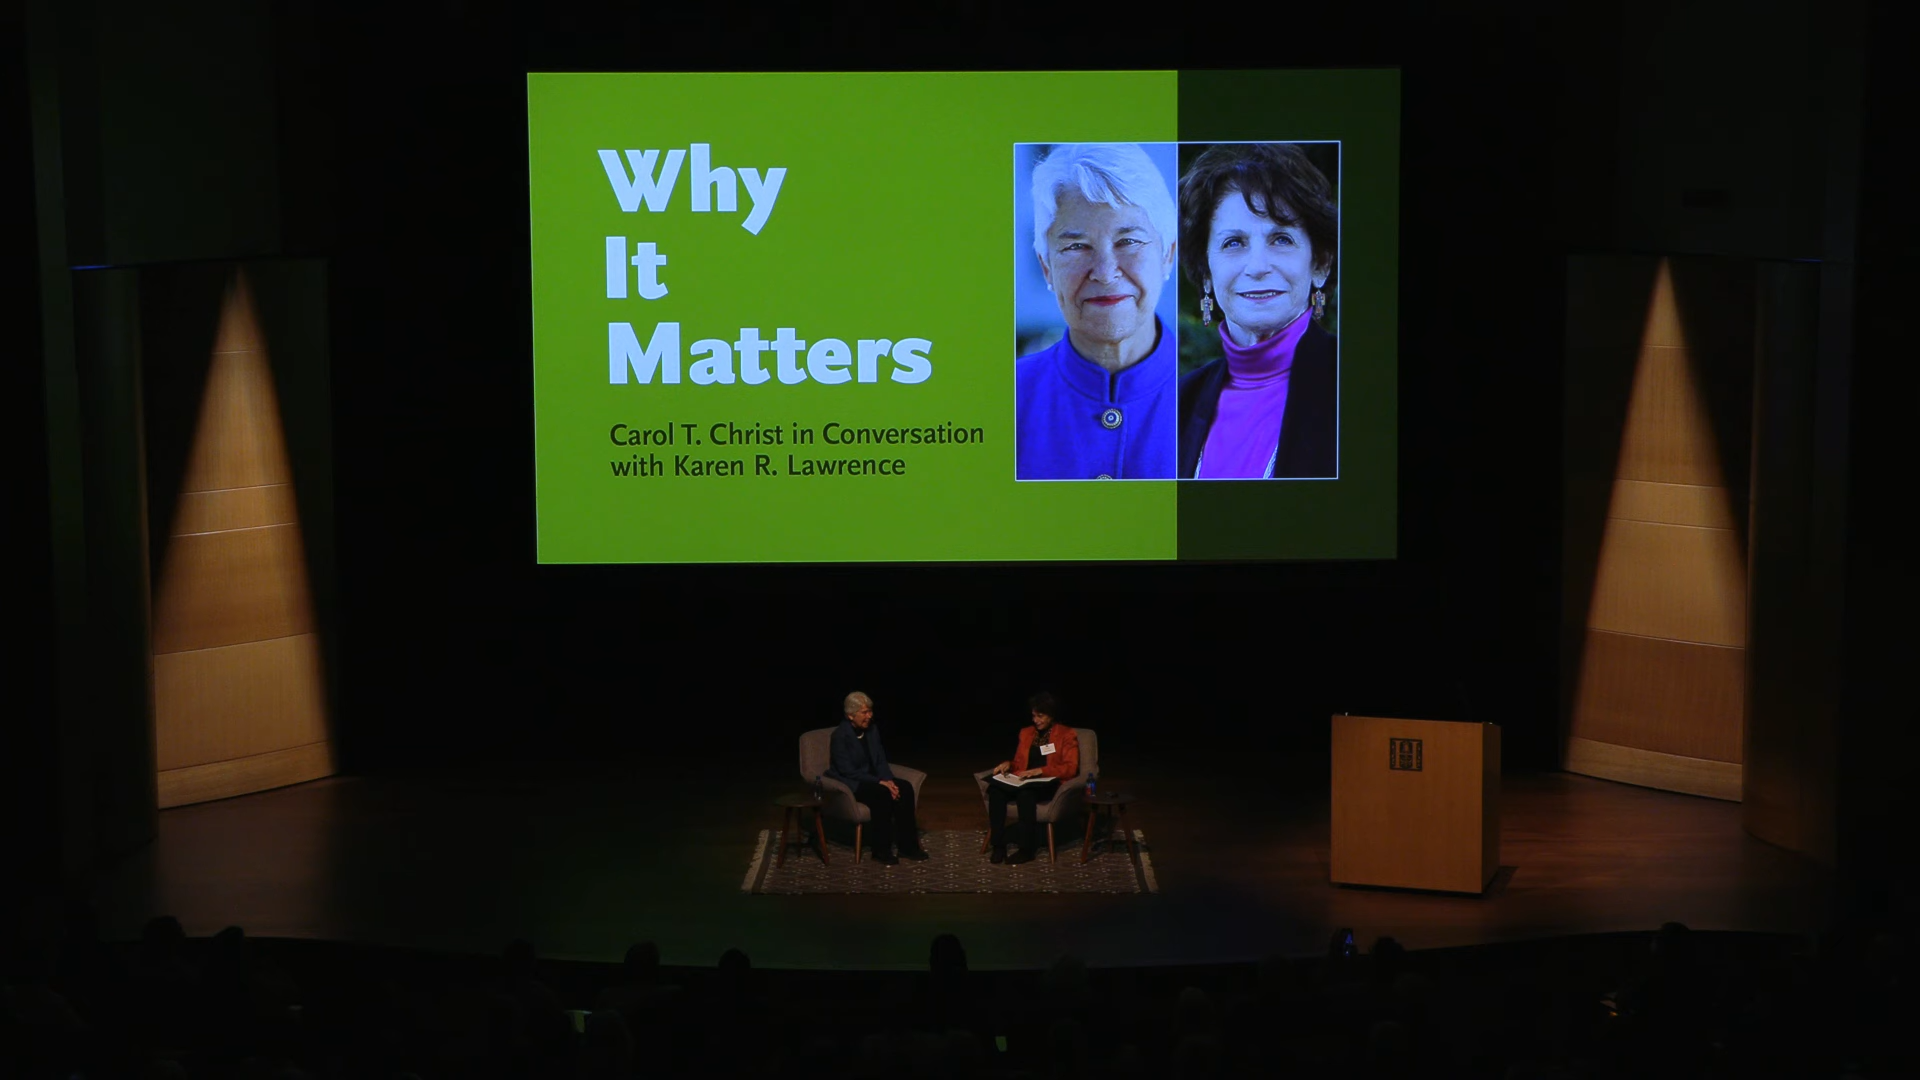 Why
It
Matters
Carol T. Christ in Conversation
with Karen R. Lawrence